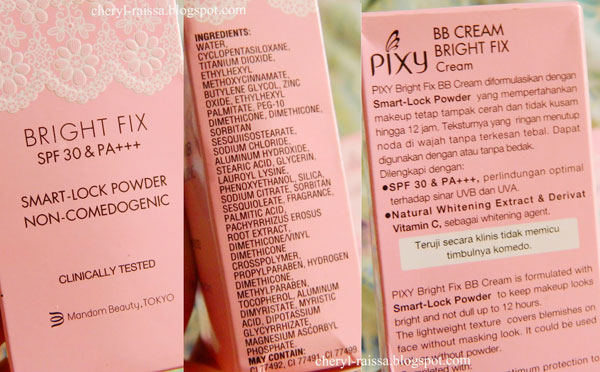 cheryl-raissa.blogspot.com
BRIGHT FIX
SPF 30 & PA+++
SMART-LOCK POWDER
NON-COMEDOGENIC
CLINICALLY TESTED
Mandom Beauty, TOKYO
INGREDIENTS:
WATER,
CYCLOPENTASILOXANE,
TITANIUM DIOXIDE,
ETHYLHEXYL
METHOXYCINNAMATE,
BUTYLENE GLYCOL, ZINC
OXIDE, ETHYLHEXYL
PALMITATE, PEG-10
DIMETHICONE, DIMETHICONE,
SORBITAN
SESQUIISOSTEARATE,
SODIUM CHLORIDE,
ALUMINUM HYDROXIDE,
STEARIC ACID, GLYCERIN,
LAUROYL LYSINE,
PHENOXYETHANOL, SILICA,
SODIUM CITRATE, SORBITAN
SESQUIOLEATE, FRAGRANCE,
PALMITIC ACID,
PACHYRRHIZUS EROSUS
ROOT EXTRACT,
DIMETHICONE/VINYL
DIMETHICONE
CROSSPOLYMER,
PROPYLPARABEN, HYDROGEN
DIMETHICONE,
METHYLPARABEN,
TOCOPHEROL, ALUMINUM
DIMYRISTATE, MYRISTIC
ACID, DIPOTASSIUM
GLYCYRRHIZATE,
MAGNESIUM ASCORBYL
PHOSPHATE.
MAY CONTAIN: CI
77492, CI 77491, CI 77499
PIXY
BB CREAM
BRIGHT FIX
Cream
PIXY Bright Fix BB Cream diformulasikan dengan
Smart-Lock Powder yang mempertahankan
makeup tetap tampak cerah dan tidak kusam
hingga 12 jam. Teksturnya yang ringan menutup
noda di wajah tanpa terkesan tebal. Dapat
digunakan dengan atau tanpa bedak.
Dilengkapi dengan:
●SPF 30 & PA+++, perlindungan optimal
terhadap sinar UVB dan UVA.
●Natural Whitening Extract & Derivat
Vitamin C, sebagai whitening agent.
Teruji secara klinis tidak memicu
timbulnya komedo.
PIXY Bright Fix BB Cream is formulated with
Smart-Lock Powder to keep makeup looks
bright and not dull up to 12 hours.
The lightweight texture covers blemishes on
face without masking look. It could be used
without powder.
with:
optimum protection to
cheryl-raissa.blogspot.com